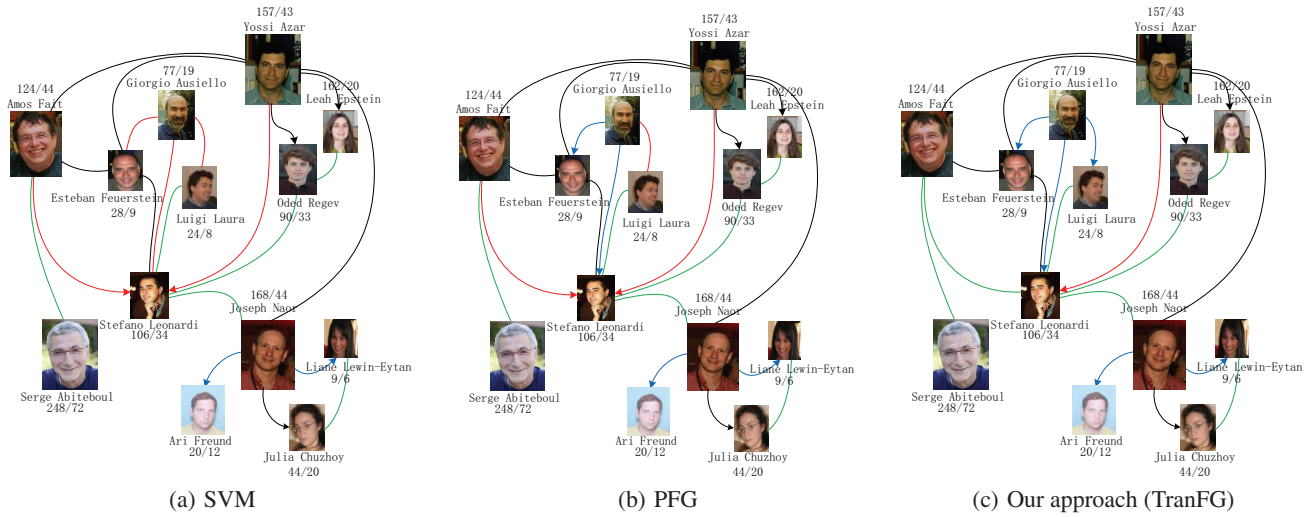 157/43
Yossi Azar
77/19
Giorgio Ausiello
162/20
Leah Epstein
124/44
Amos Fait
Esteban Feuerstein
28/9
Luigi Laura
24/8
Oded Regev
90/33
Stefano Leonardi
106/34
168/44
Joseph Naor
Serge Abiteboul
248/72
Liane Lewin-Eytan
9/6
Ari Freund
20/12
Julia Chuzhoy
44/20
(a) SVM
157/43
Yossi Azar
77/19
Giorgio Ausiello
162/20
Leah Epstein
124/44
Amos Fait
Esteban Feuerstein
28/9
Luigi Laura
24/8
Oded Regev
90/33
Stefano Leonardi
106/34
168/44
Joseph Naor
Serge Abiteboul
248/72
Liane Lewin-Eytan
9/6
Ari Freund
20/12
Julia Chuzhoy
44/20
(b) PFG
157/43
Yossi Azar
77/19
Giorgio Ausiello
162/20
Leah Epstein
124/44
Amos Fait
Esteban Feuerstein
28/9
Luigi Laura
24/8
Oded Regev
90/33
Stefano Leonardi
106/34
168/44
Joseph Naor
Serge Abiteboul
248/72
Liane Lewin-Eytan
9/6
Ari Freund
20/12
Julia Chuzhoy
44/20
(c) Our approach (TranFG)